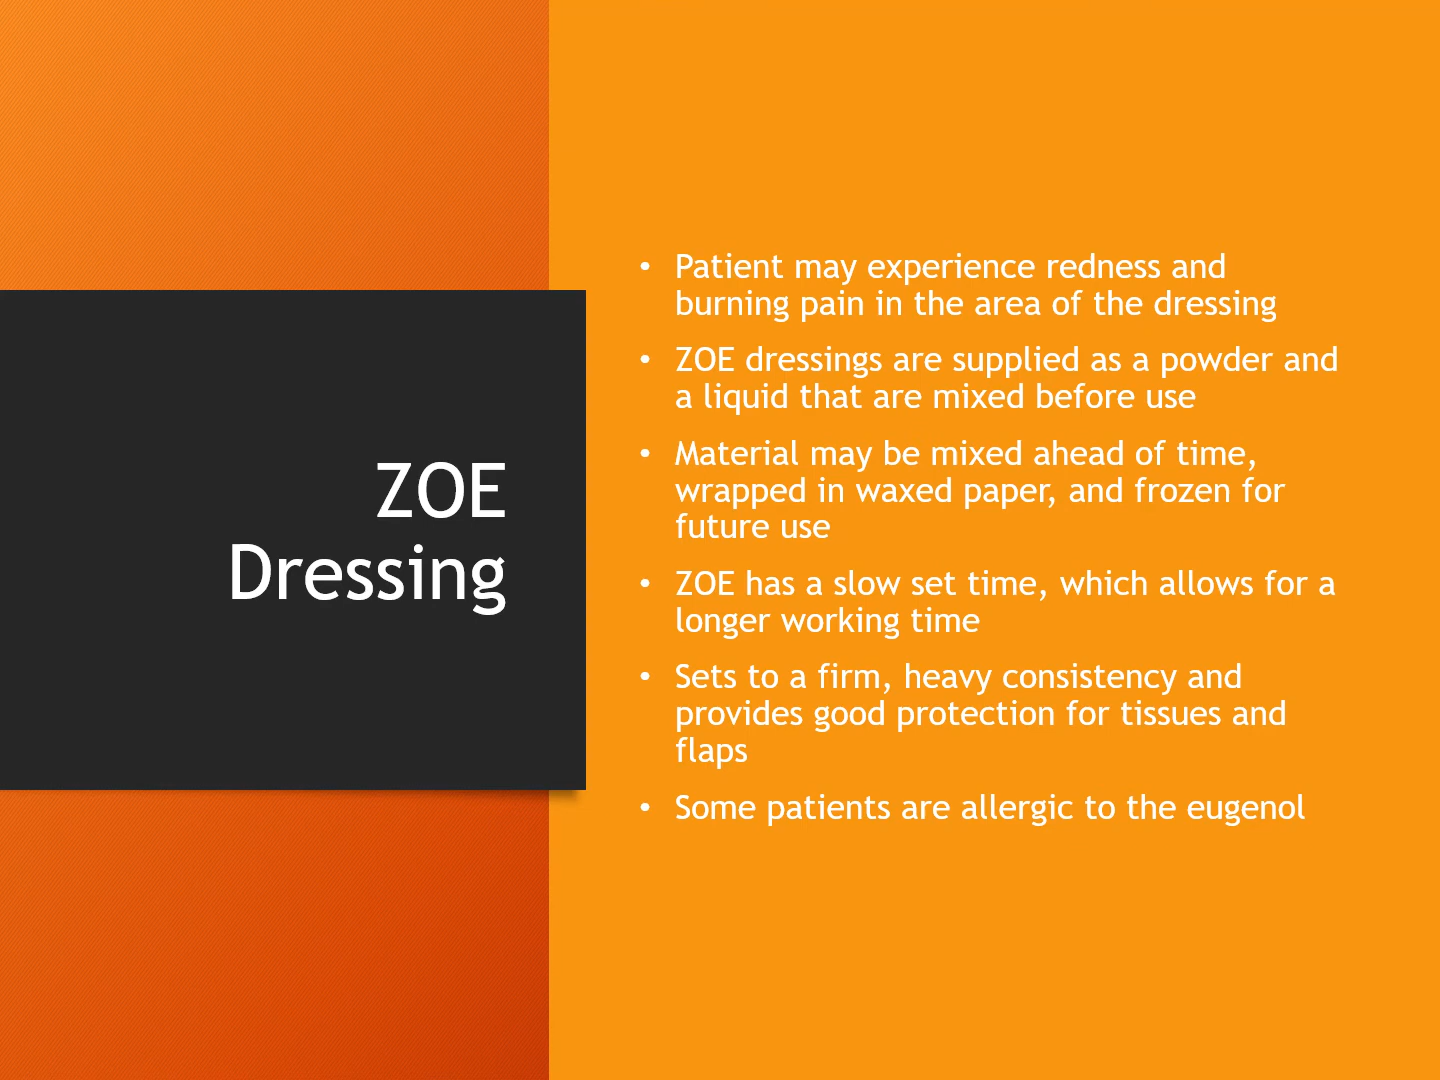 ZOE
Dressing
• Patient may experience redness and
burning pain in the area of the dressing
• ZOE dressings are supplied as a powder and
a liquid that are mixed before use
• Material may be mixed ahead of time,
wrapped in waxed paper, and frozen for
future use
• ZOE has a slow set time, which allows for a
longer working time
• Sets to a firm, heavy consistency and
provides good protection for tissues and
flaps
• Some patients are allergic to the eugenol